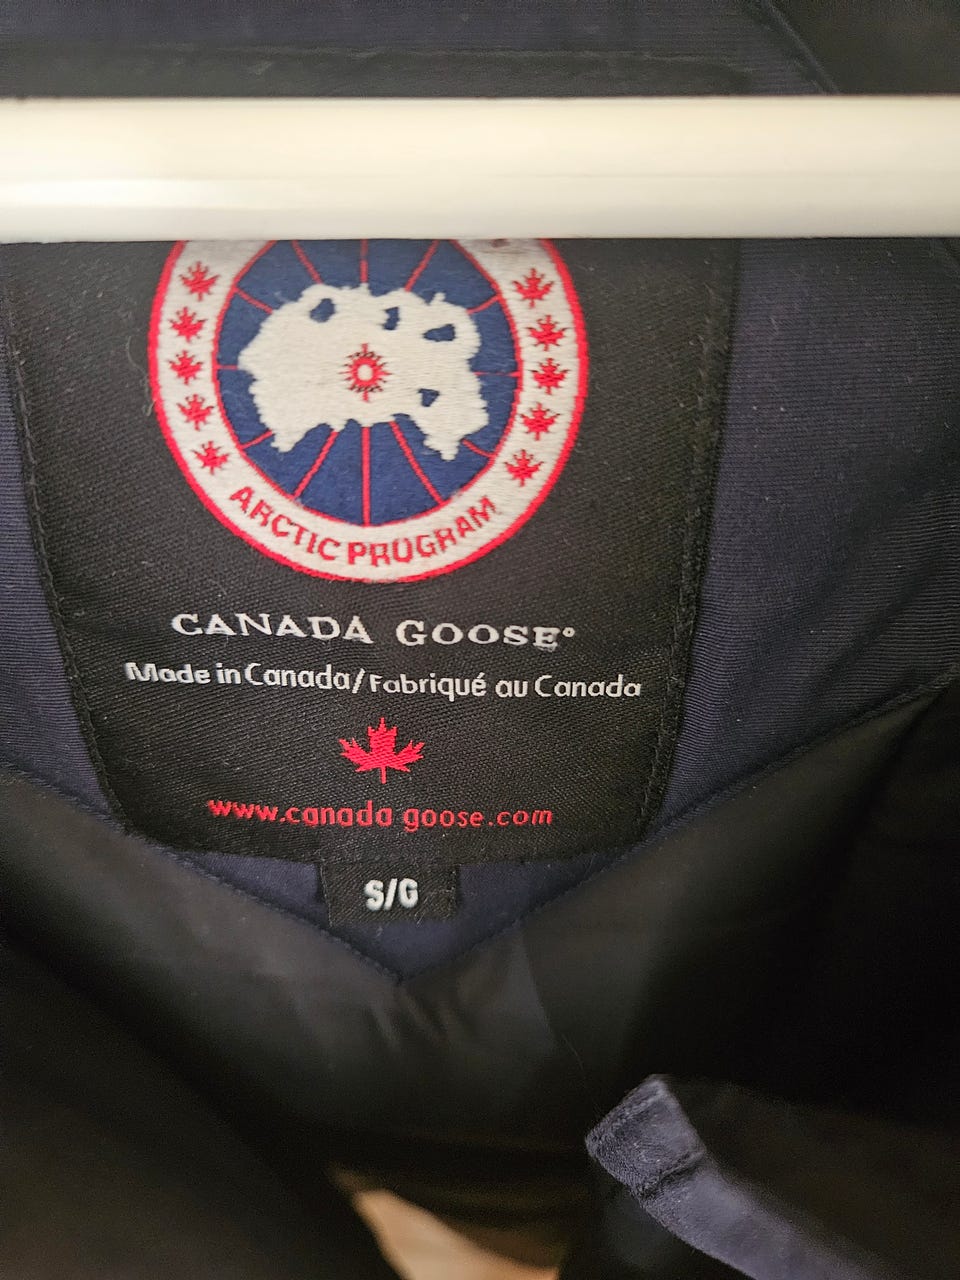 ARCTIC PROGRAM
CANADA GOOSE®
Made in Canada/Fabriqué au Canada
www.canada goose.com
S/G